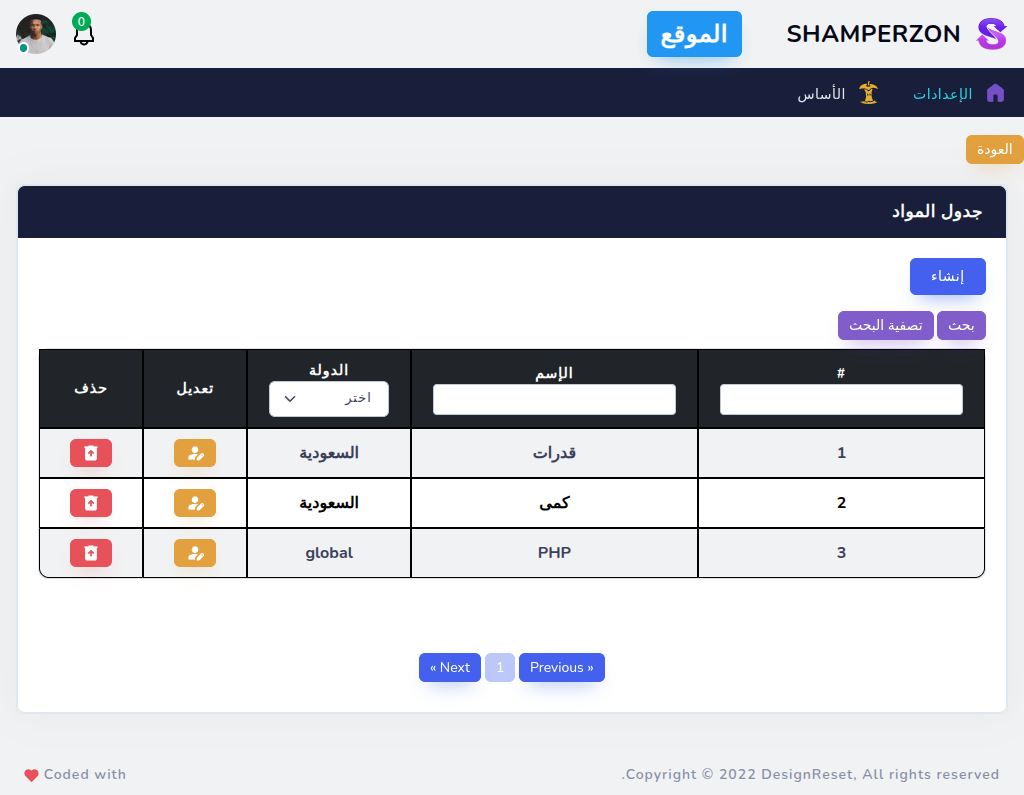 SHAMPERZON
الموقع
0
الإعدادات
الأساس
العودة
جدول المواد
إنشاء
بحث
تصفية البحث
# الإسم الدولة تعديل حذف
اختر
1 قدرات السعودية
2 كمى السعودية
3 PHP global
« Next 1 Previous »
.Copyright © 2022 DesignReset, All rights reserved
Coded with